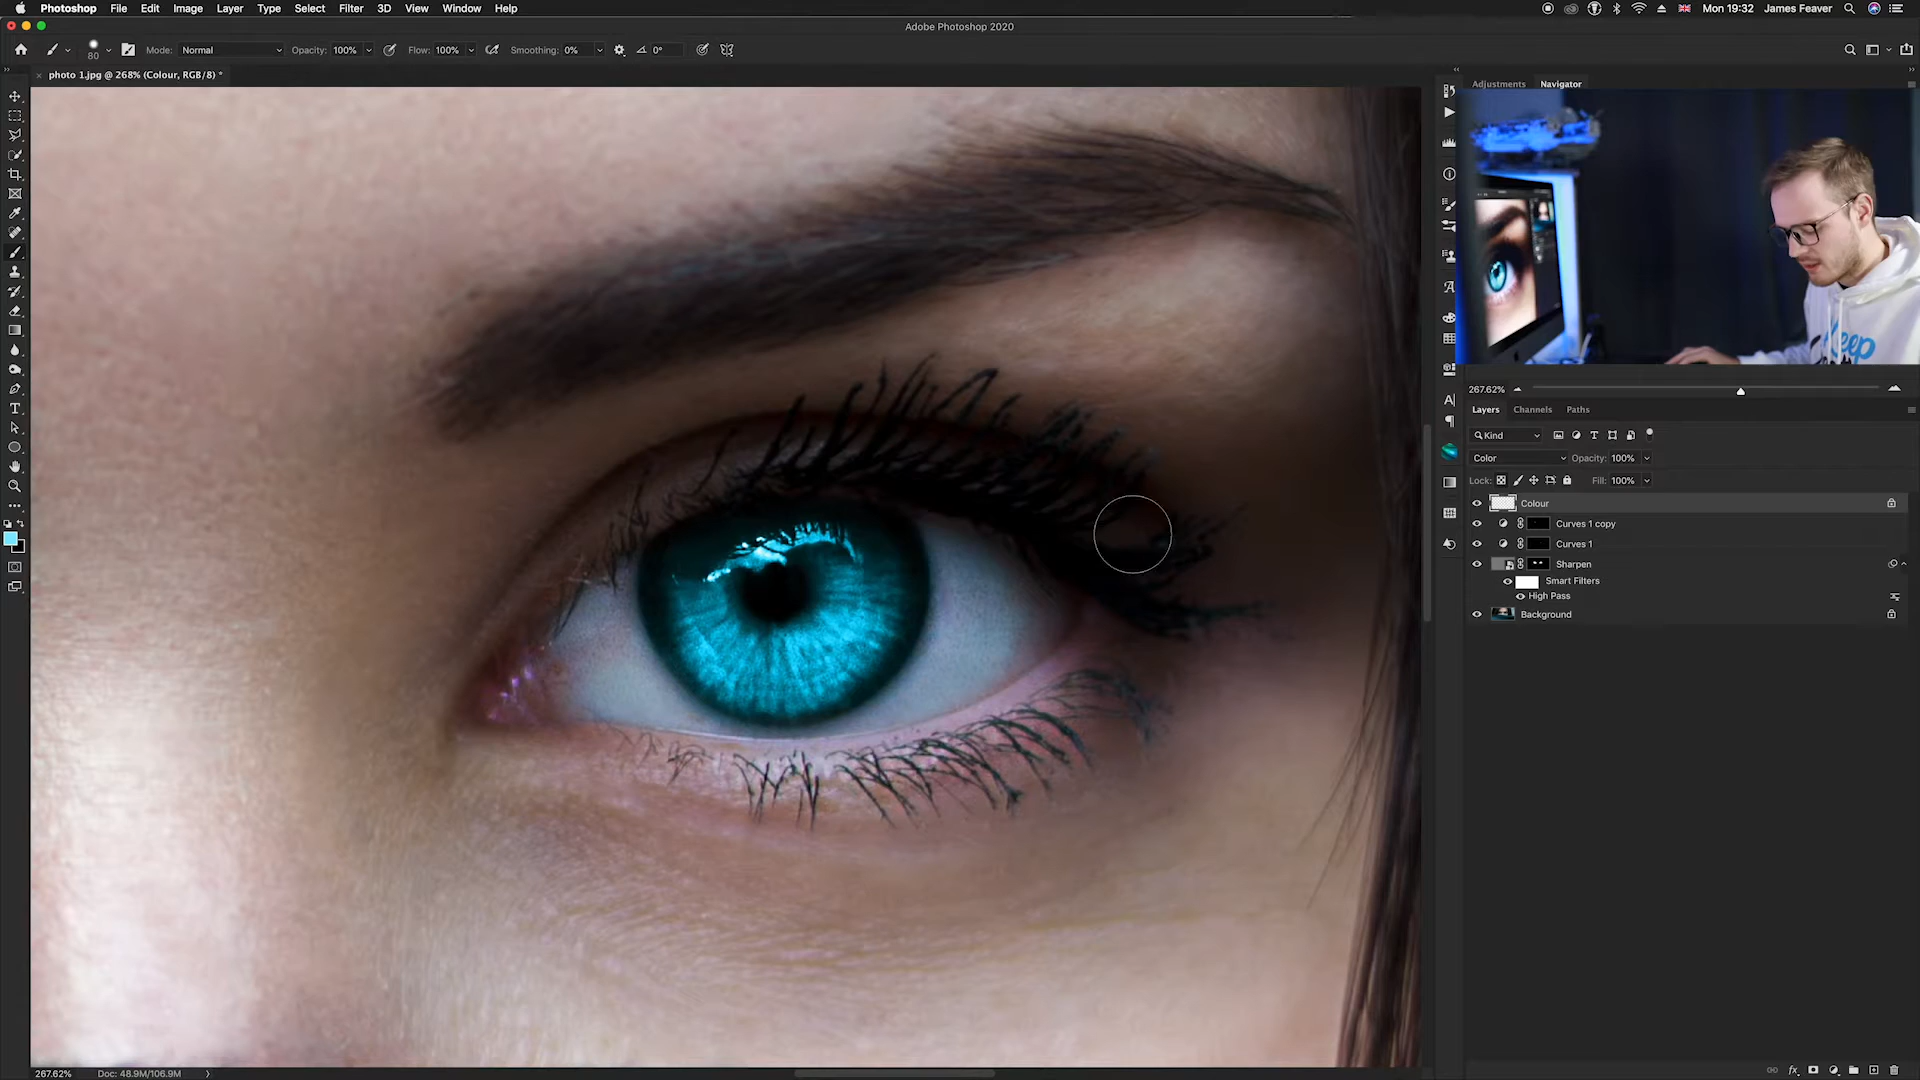 Photoshop File Edit Image Layer Type Select Filter 3D View Window Help Mon 19:32 James Feaver
Adobe Photoshop 2020
80 Mode: Normal Opacity: 100% Flow: 100% Smoothing: 0% 0°
photo 1.jpg @ 268% (Colour, RGB/8) *
Adjustments Navigator
Keep
267.62%
Layers Channels Paths
Kind
Color Opacity: 100%
Lock: Fill: 100%
Colour
Curves 1 copy
Curves 1
Sharpen
Smart Filters
High Pass
Background
267.62% Doc: 48.9M/106.9M